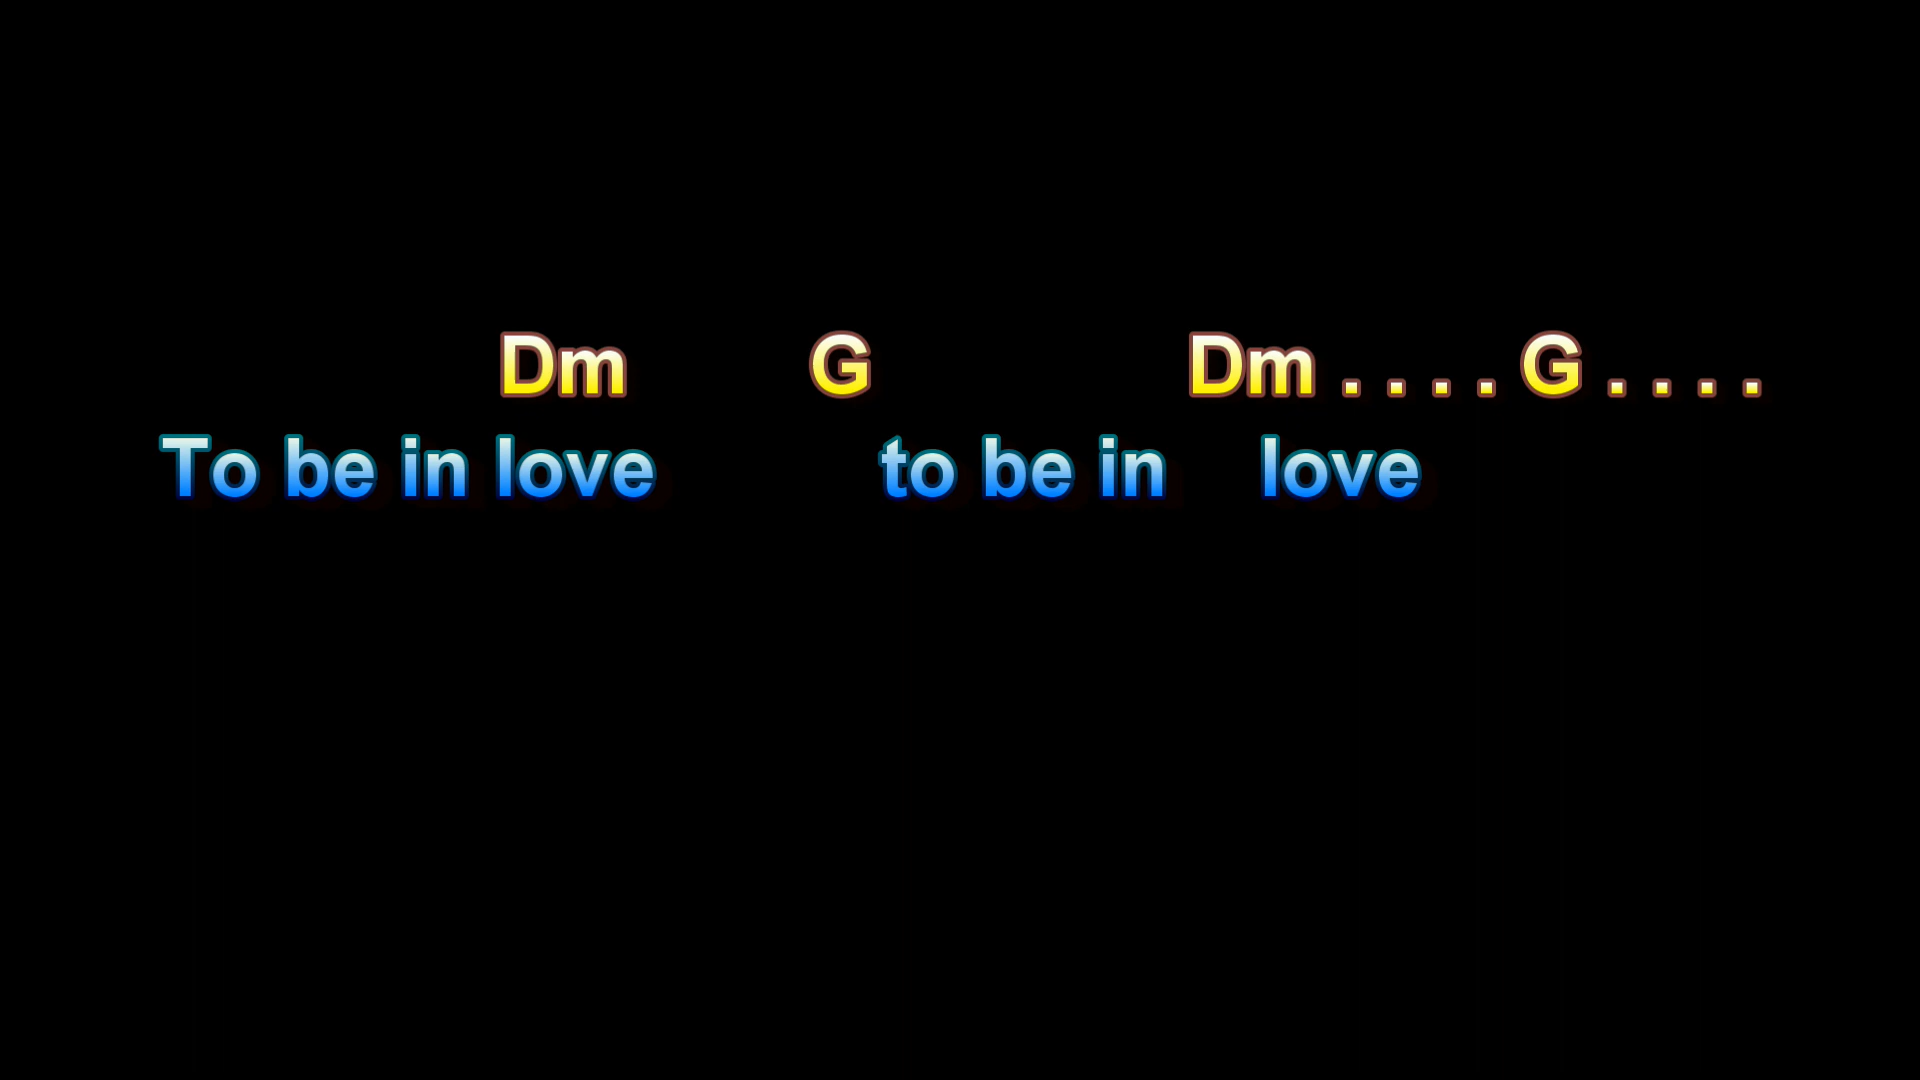 Dm G Dm . . . . G . . . .
To be in love to be in love